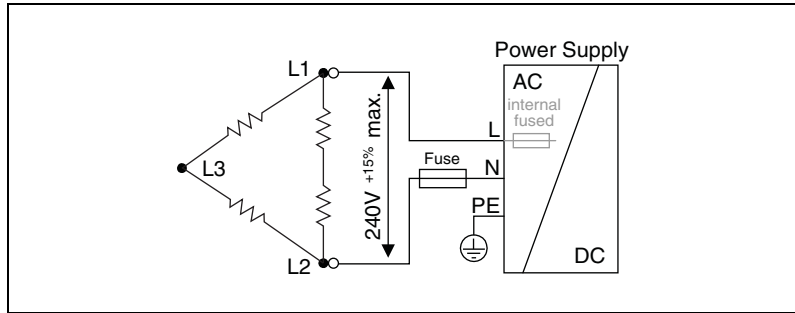 Power Supply
L1
AC
internal
fused
L
240V +15% max.
Fuse
N
L3
PE
L2
DC